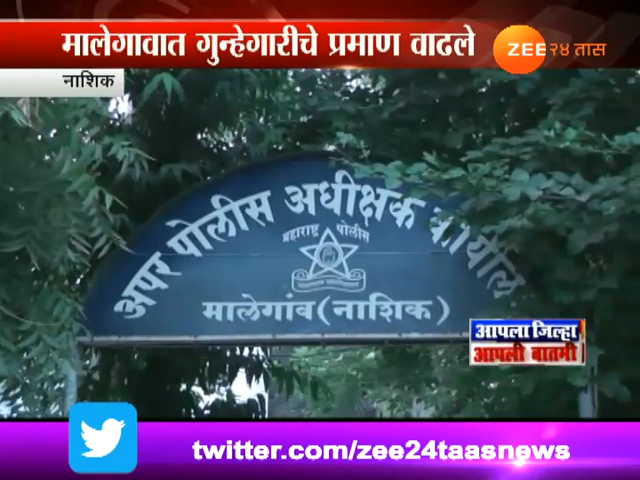 मालेगावात गुन्हेगारीचे प्रमाण वाढले
ZEE २४ तास
नाशिक
अपर पोलीस अधीक्षक कार्यालय
महाराष्ट्र पोलीस
मालेगांव (नाशिक)
आपला जिल्हा
आपली बातमी
twitter.com/zee24taasnews